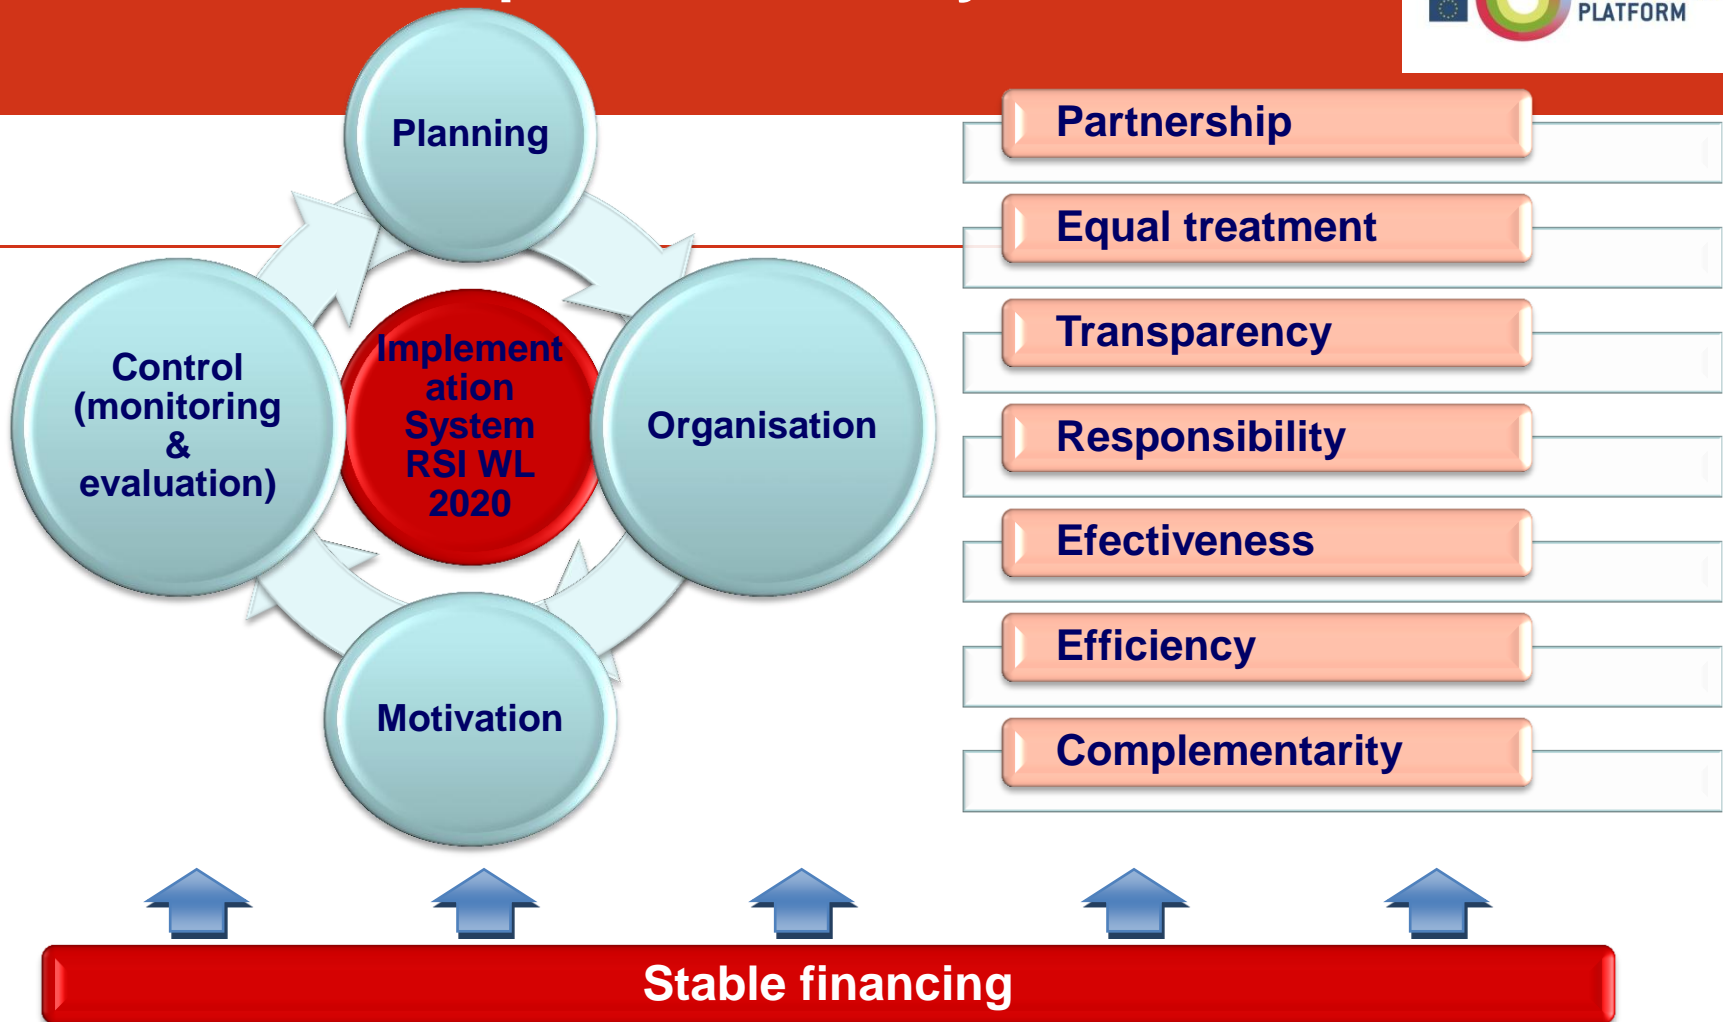 PLATFORM
Planning
Control
(monitoring
&
evaluation)
Implement
ation
System
RSI WL
2020
Organisation
Motivation
Partnership
Equal treatment
Transparency
Responsibility
Efectiveness
Efficiency
Complementarity
Stable financing